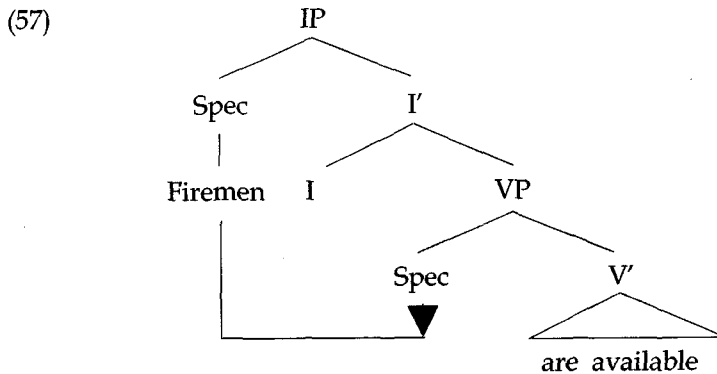 (57) IP
Spec I'
Firemen I VP
Spec V'
are available